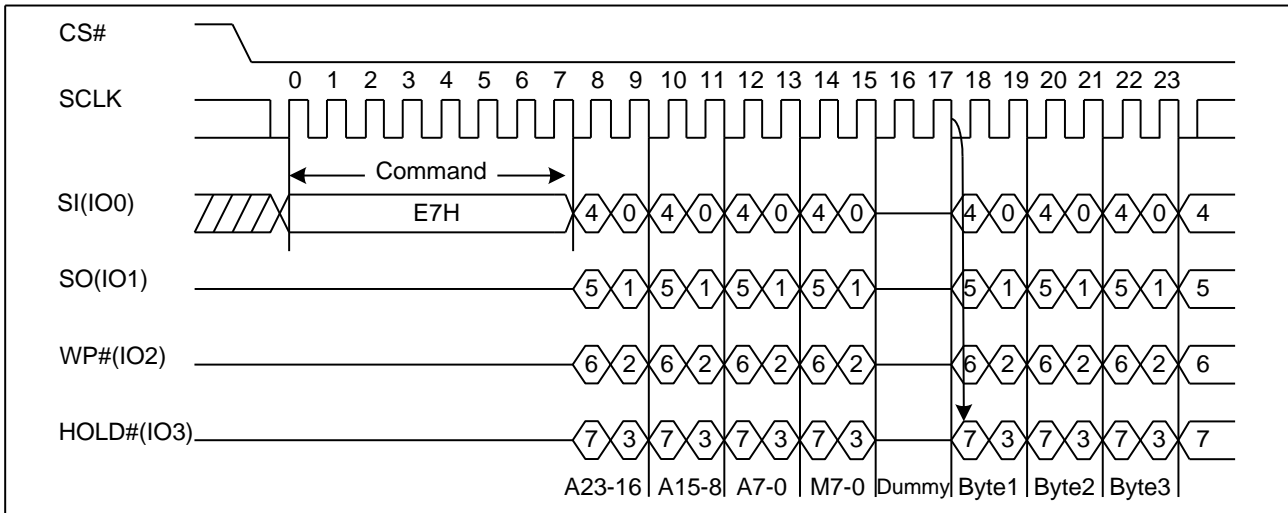 CS#
0 1 2 3 4 5 6 7 8 9 10 11 12 13 14 15 16 17 18 19 20 21 22 23
SCLK
Command
SI(IO0) E7H 4 0 4 0 4 0 4 0 4 0 4 0 4 0 4
SO(IO1) 5 1 5 1 5 1 5 1 5 1 5 1 5 1 5
WP#(IO2) 6 2 6 2 6 2 6 2 6 2 6 2 6 2 6
HOLD#(IO3) 7 3 7 3 7 3 7 3 7 3 7 3 7 3 7
A23-16 A15-8 A7-0 M7-0 Dummy Byte1 Byte2 Byte3